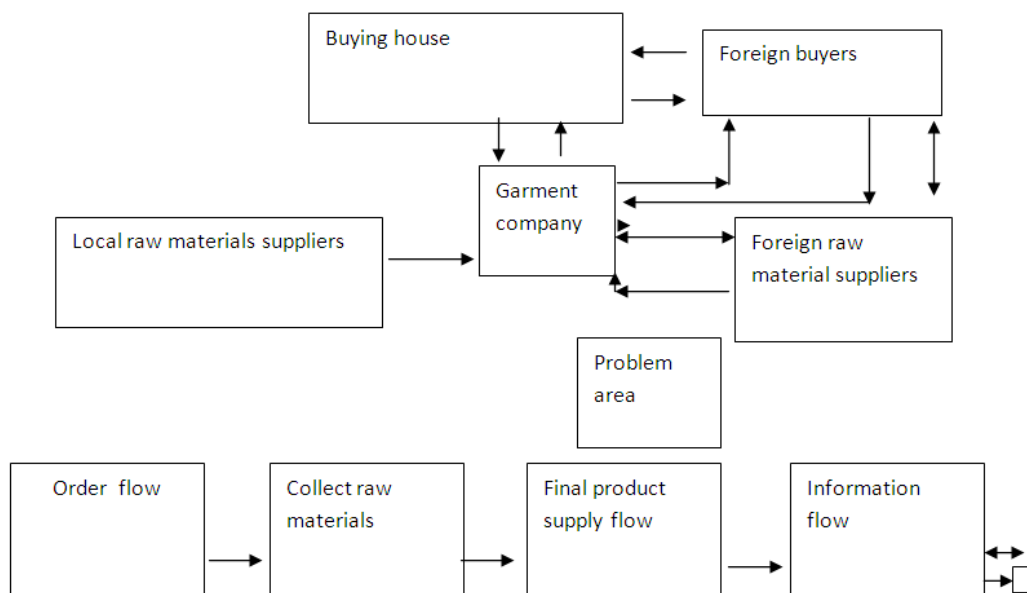 Buying house
Foreign buyers
Garment
company
Local raw materials suppliers
Foreign raw
material suppliers
Problem
area
Order flow
Collect raw
materials
Final product
supply flow
Information
flow